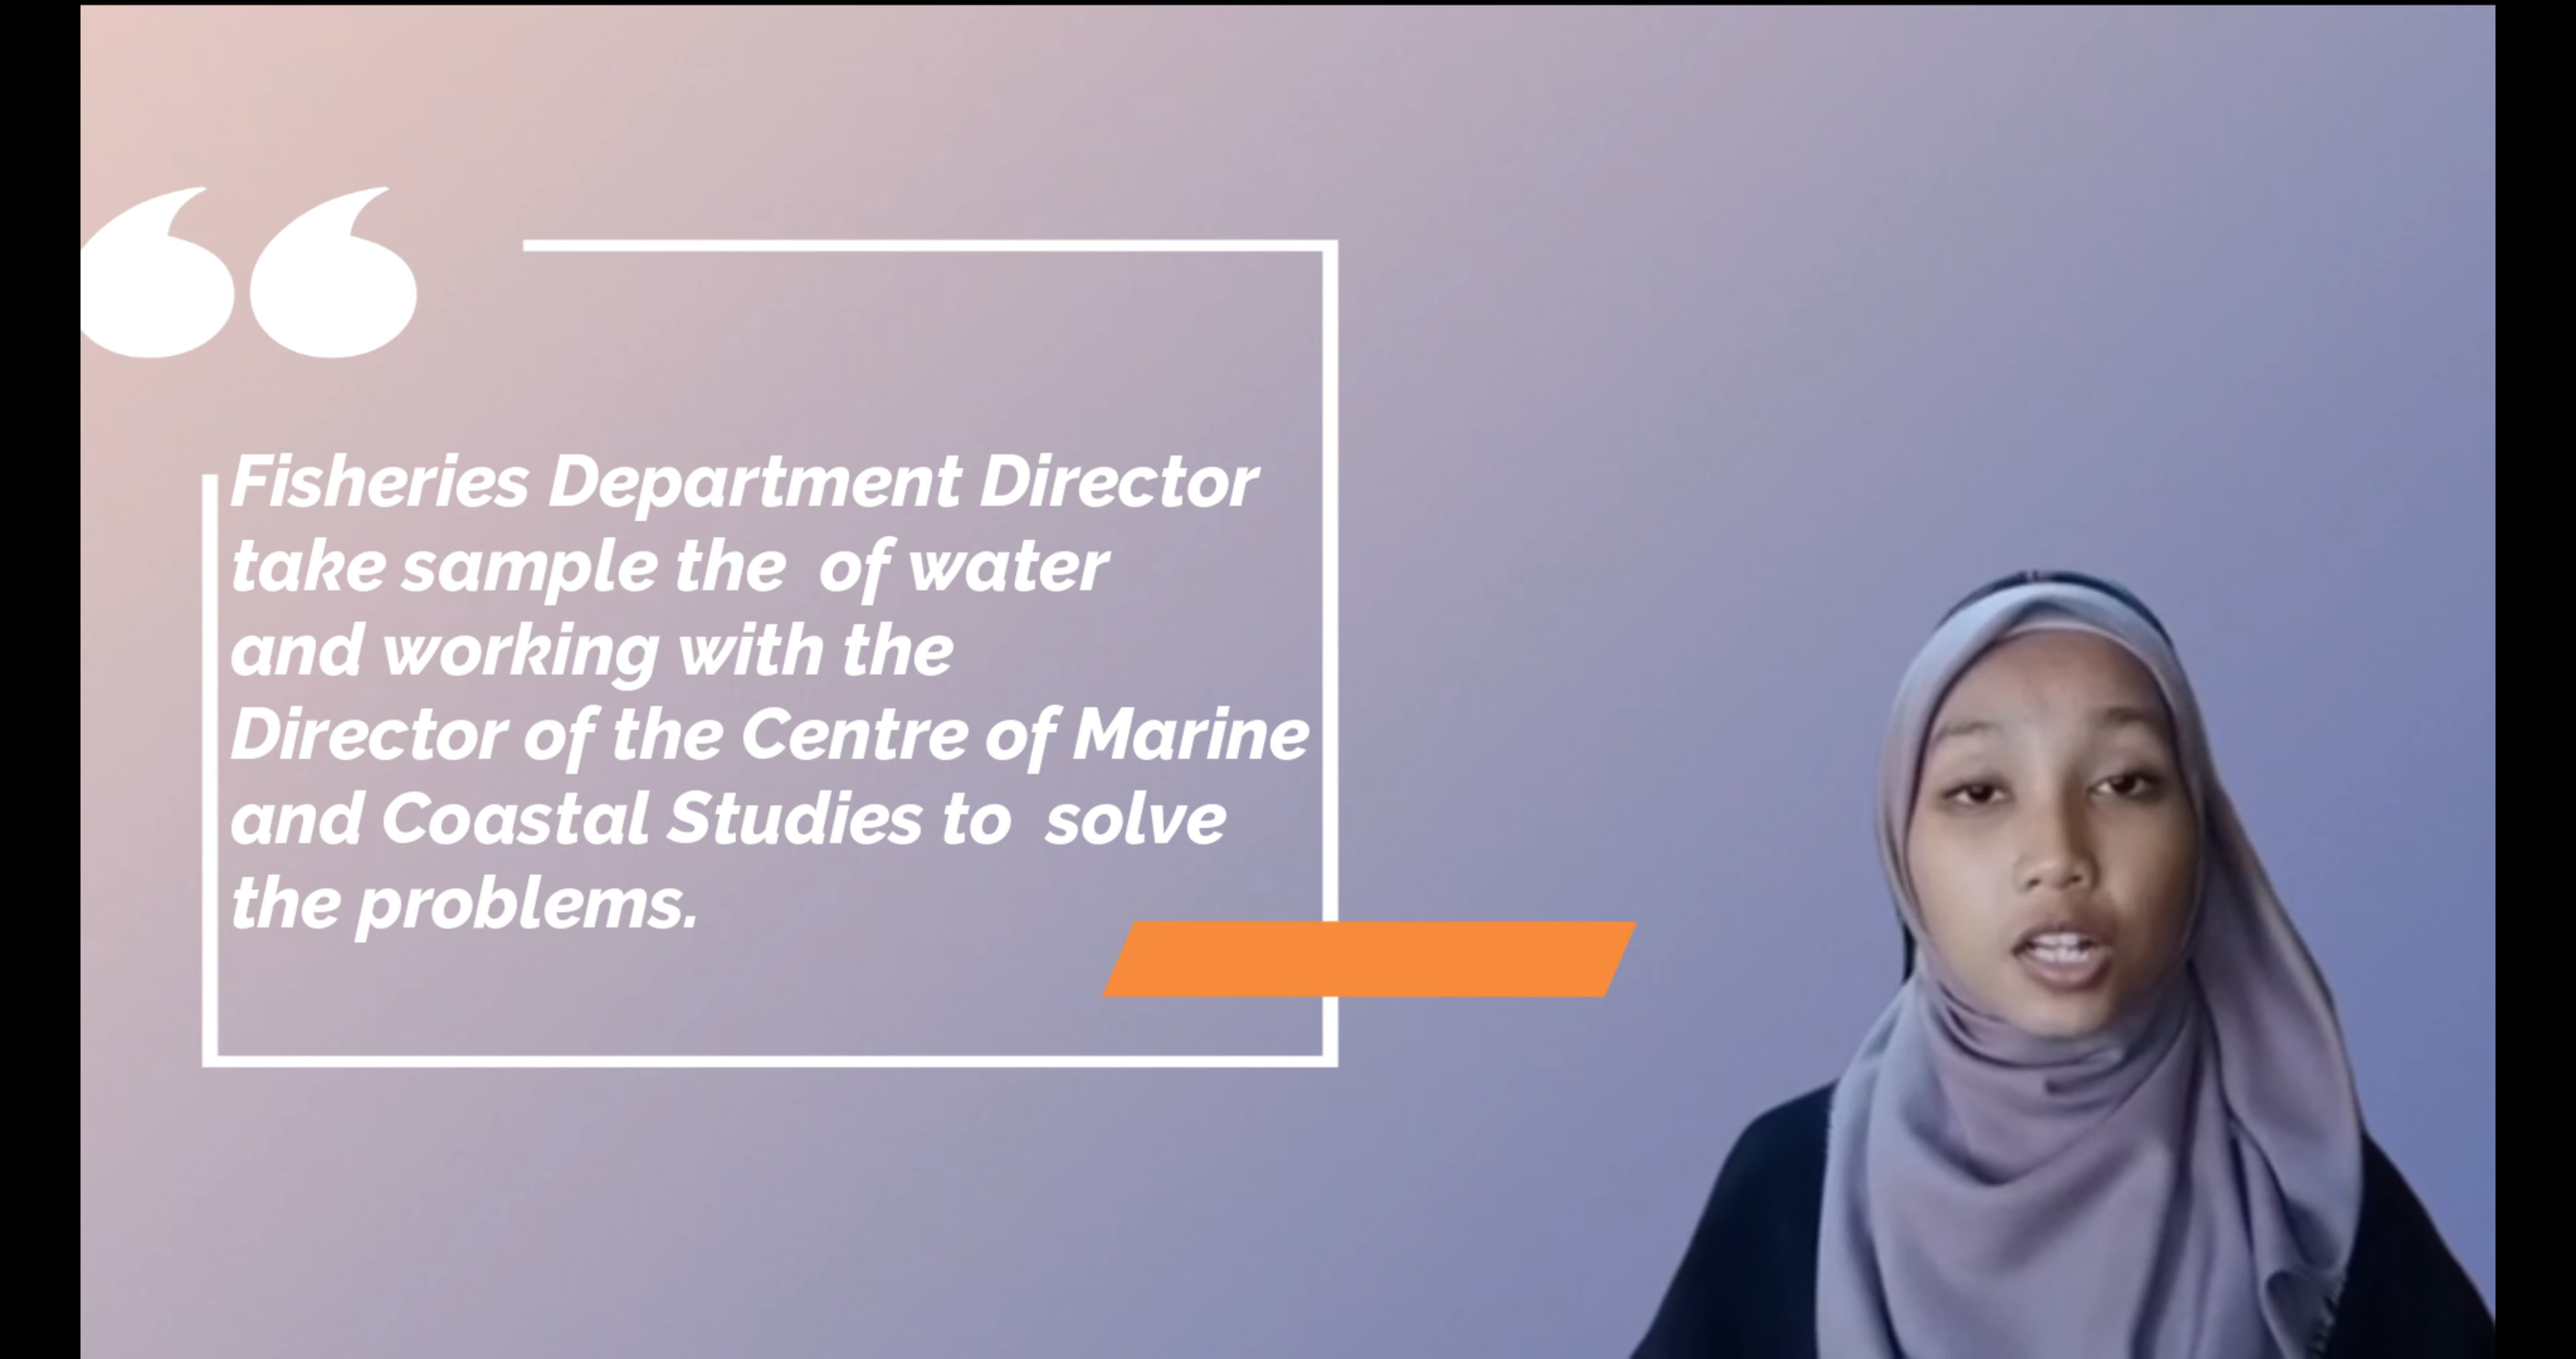 Fisheries Department Director
take sample the  of water
and working with the
Director of the Centre of Marine
and Coastal Studies to  solve
the problems.